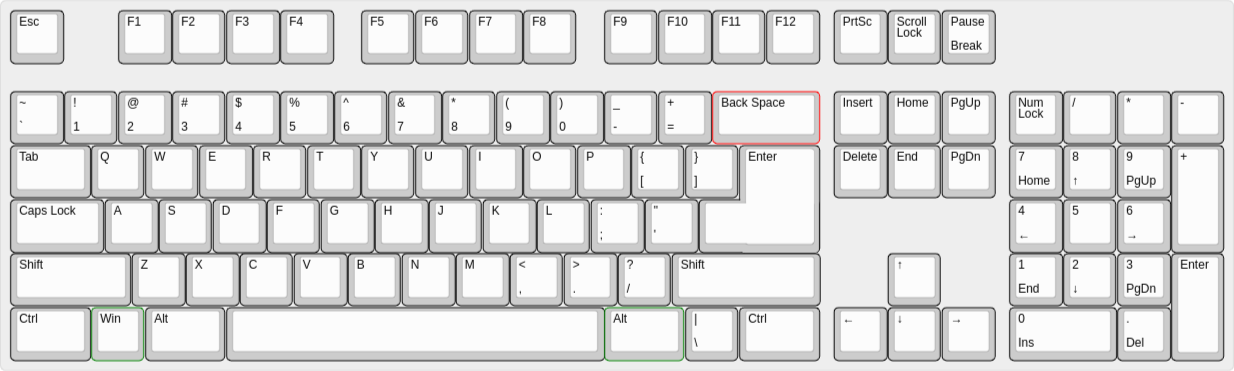 Esc F1 F2 F3 F4 F5 F6 F7 F8 F9 F10 F11 F12 PrtSc Scroll Pause
Lock
Break
~ ! @ # $ % ^ & * ( ) _ + Back Space Insert Home PgUp Num / * -
Lock
` 1 2 3 4 5 6 7 8 9 0 - =
Tab Q W E R T Y U I O P { } Enter Delete End PgDn 7 8 9 +
[ ] Home ↑ PgUp
Caps Lock A S D F G H J K L : " 4 5 6
; ' ← →
Shift Z X C V B N M < > ? Shift ↑ 1 2 3 Enter
, . / End ↓ PgDn
Ctrl Win Alt Alt | Ctrl ← ↓ → 0 .
\ Ins Del